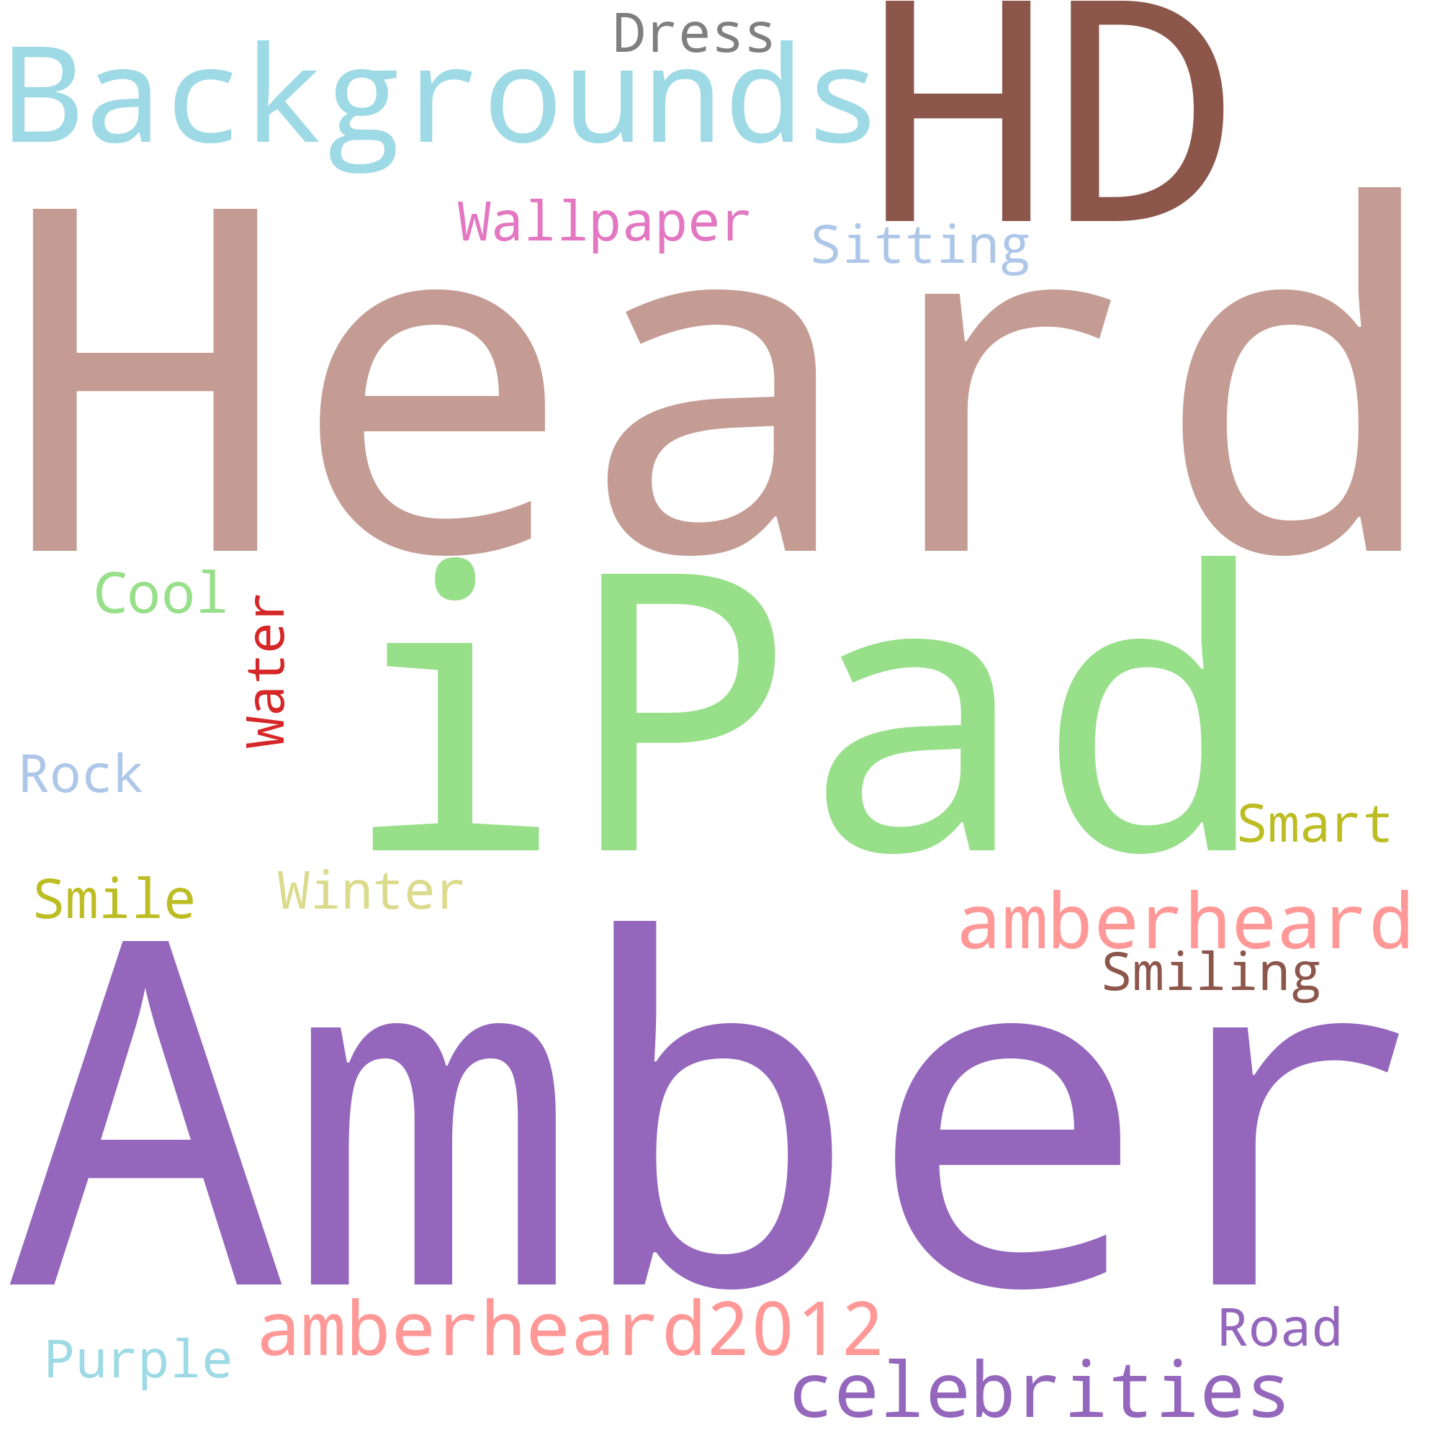 Dress
HD
Backgrounds
Wallpaper
Sitting
Heard
Cool
Water
iPad
Rock
Smart
Smile
Winter
amberheard
Smiling
Amber
amberheard2012
Road
Purple
celebrities